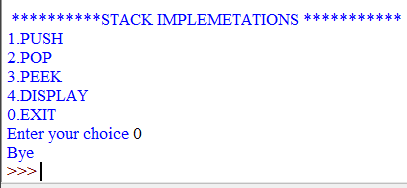 **********STACK IMPLEMETATIONS ***********
1.PUSH
2.POP
3.PEEK
4.DISPLAY
0.EXIT
Enter your choice 0
Bye
>>>